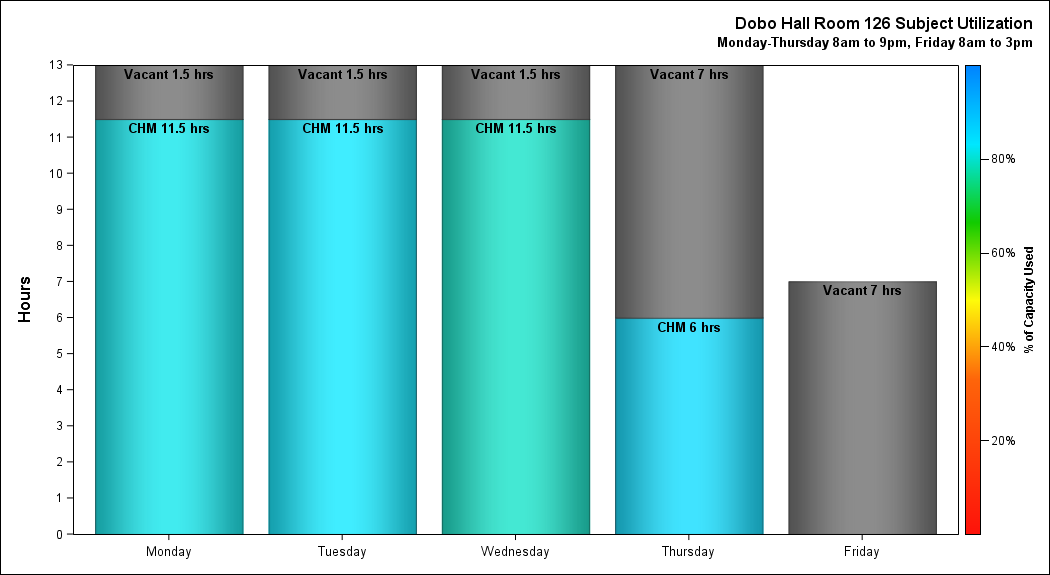 Dobo Hall Room 126 Subject Utilization
Monday-Thursday 8am to 9pm, Friday 8am to 3pm
Hours
13
12
11
10
9
8
7
6
5
4
3
2
1
0
Vacant 1.5 hrs
CHM 11.5 hrs
Vacant 1.5 hrs
CHM 11.5 hrs
Vacant 1.5 hrs
CHM 11.5 hrs
Vacant 7 hrs
CHM 6 hrs
Vacant 7 hrs
Monday
Tuesday
Wednesday
Thursday
Friday
80%
60%
40%
20%
% of Capacity Used